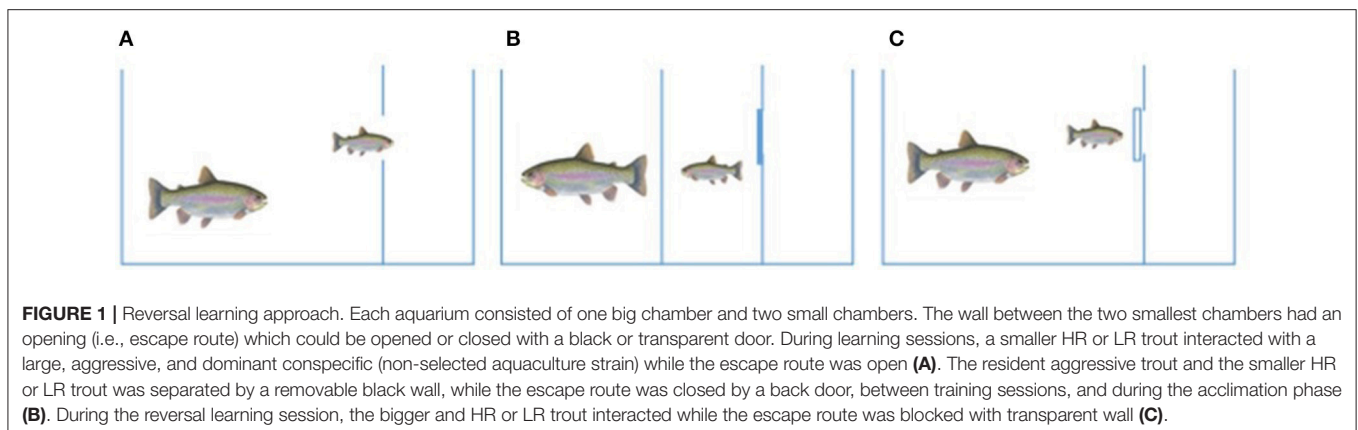 A
B
C
FIGURE 1 | Reversal learning approach. Each aquarium consisted of one big chamber and two small chambers. The wall between the two smallest chambers had an
opening (i.e., escape route) which could be opened or closed with a black or transparent door. During learning sessions, a smaller HR or LR trout interacted with a
large, aggressive, and dominant conspecific (non-selected aquaculture strain) while the escape route was open (A). The resident aggressive trout and the smaller HR
or LR trout was separated by a removable black wall, while the escape route was closed by a back door, between training sessions, and during the acclimation phase
(B). During the reversal learning session, the bigger and HR or LR trout interacted while the escape route was blocked with transparent wall (C).